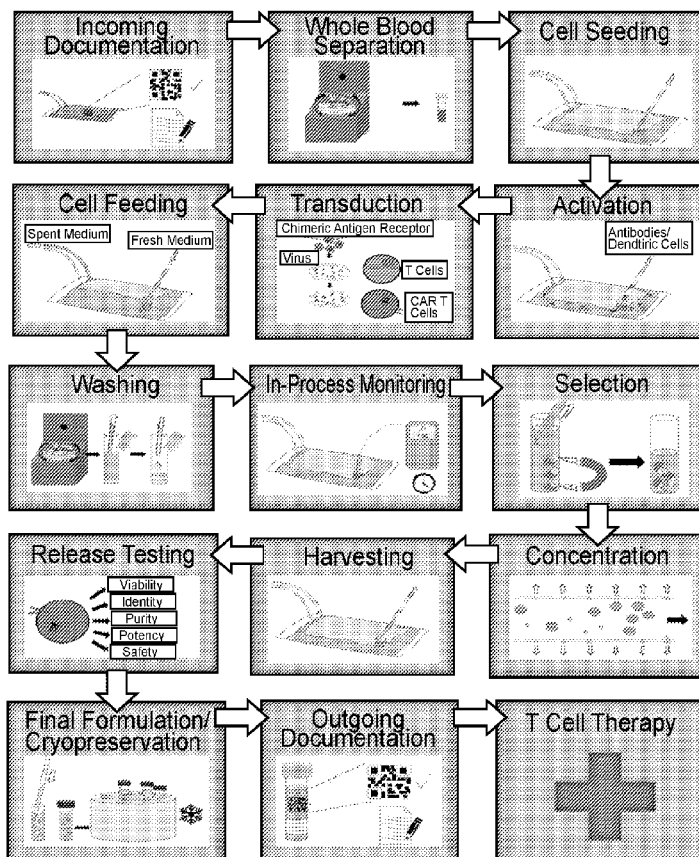 Incoming
Documentation
Whole Blood
Separation
Cell Seeding
Activation
Antibodies/
Dendtiric Cells
Transduction
Chimeric Antigen Receptor
Virus
T Cells
CAR T
Cells
Cell Feeding
Spent Medium
Fresh Medium
Washing
In-Process Monitoring
Selection
Concentration
Harvesting
Release Testing
Viability
Identity
Purity
Potency
Safety
Final Formulation/
Cryopreservation
Outgoing
Documentation
T Cell Therapy